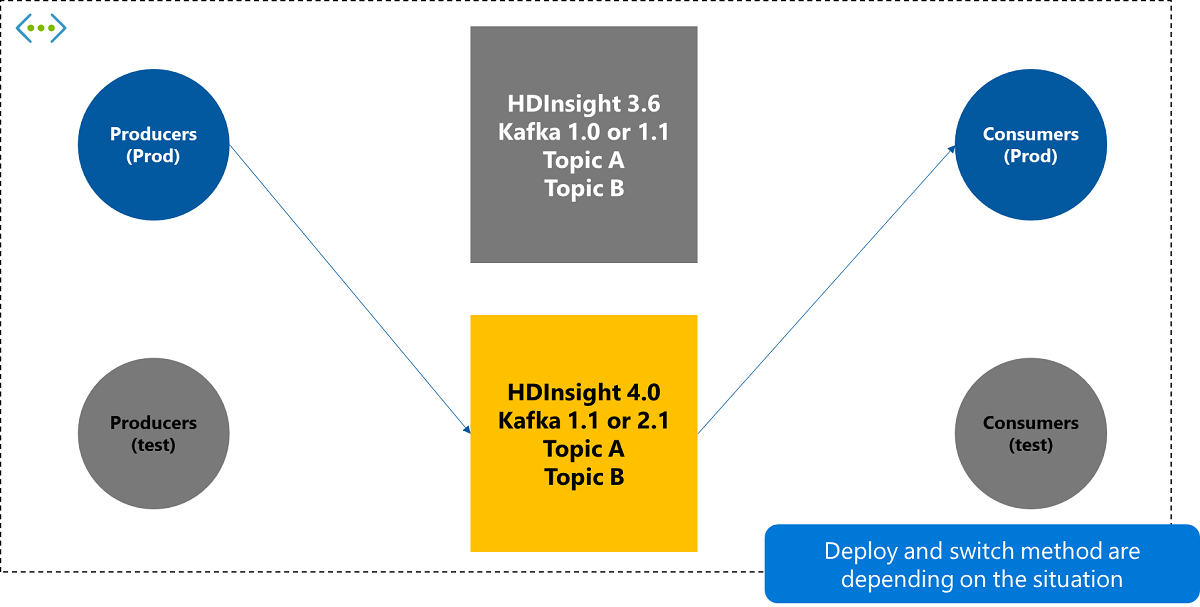 HDInsight 3.6
Kafka 1.0 or 1.1
Topic A
Topic B
Producers
(Prod)
Consumers
(Prod)
HDInsight 4.0
Kafka 1.1 or 2.1
Topic A
Topic B
Producers
(test)
Consumers
(test)
Deploy and switch method are
depending on the situation